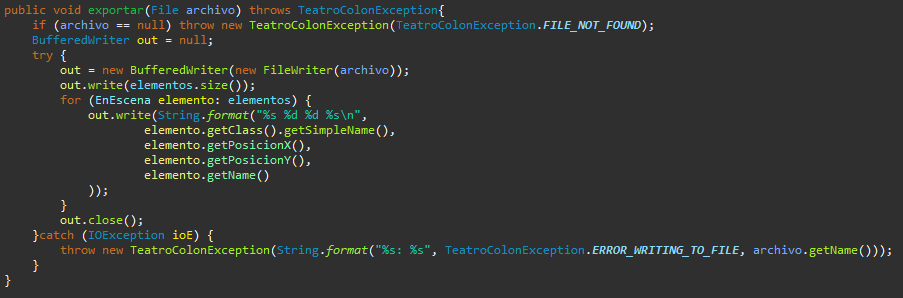 public void exportar(File archivo) throws TeatroColonException{
    if (archivo == null) throw new TeatroColonException(TeatroColonException.FILE_NOT_FOUND);
    BufferedWriter out = null;
    try {
        out = new BufferedWriter(new FileWriter(archivo));
        out.write(elementos.size());
        for (EnEscena elemento: elementos) {
            out.write(String.format("%s %d %d %s\n",
                    elemento.getClass().getSimpleName(),
                    elemento.getPosicionX(),
                    elemento.getPosicionY(),
                    elemento.getName()
            ));
        }
        out.close();
    }catch (IOException ioE) {
        throw new TeatroColonException(String.format("%s: %s", TeatroColonException.ERROR_WRITING_TO_FILE, archivo.getName()));
    }
}